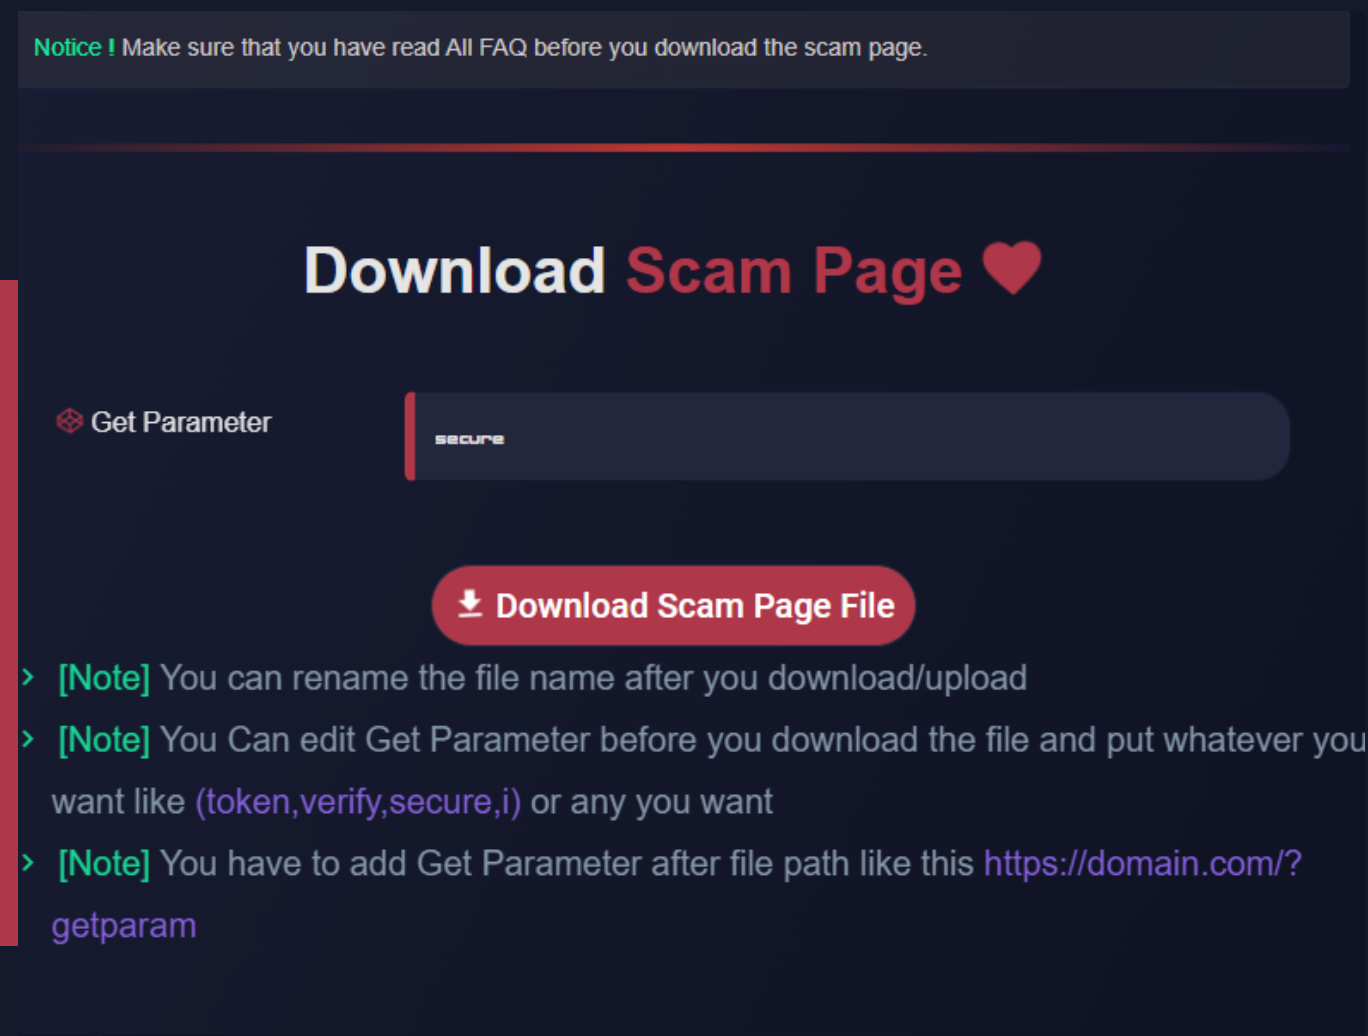 Notice ! Make sure that you have read All FAQ before you download the scam page.
Download Scam Page
Get Parameter
secure
Download Scam Page File
[Note] You can rename the file name after you download/upload
[Note] You Can edit Get Parameter before you download the file and put whatever you
want like (token,verify,secure,i) or any you want
[Note] You have to add Get Parameter after file path like this https://domain.com/?
getparam